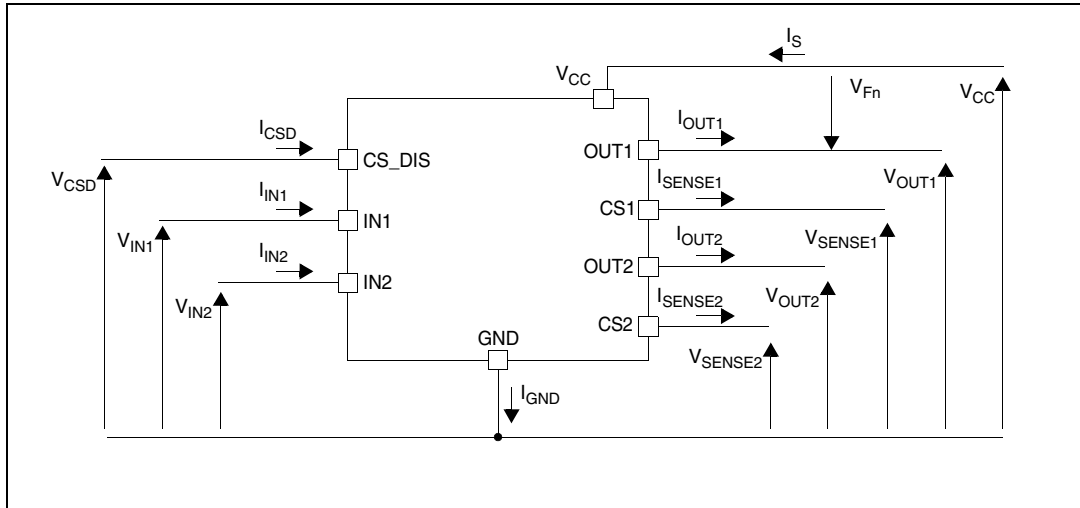 I_S
V_CC
V_Fn
V_CC
I_CSD
CS_DIS
V_CSD
I_IN1
IN1
V_IN1
I_IN2
IN2
V_IN2
I_OUT1
OUT1
V_OUT1
I_SENSE1
CS1
V_SENSE1
I_OUT2
OUT2
V_OUT2
I_SENSE2
CS2
V_SENSE2
GND
I_GND